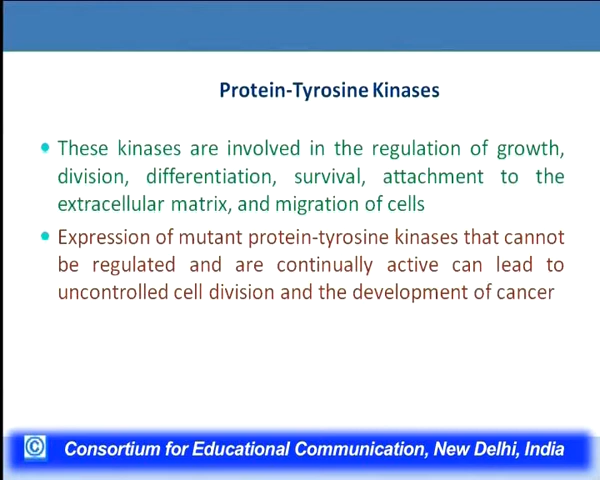 Protein-Tyrosine Kinases
• These kinases are involved in the regulation of growth,
division, differentiation, survival, attachment to the
extracellular matrix, and migration of cells
• Expression of mutant protein-tyrosine kinases that cannot
be regulated and are continually active can lead to
uncontrolled cell division and the development of cancer
© Consortium for Educational Communication, New Delhi, India